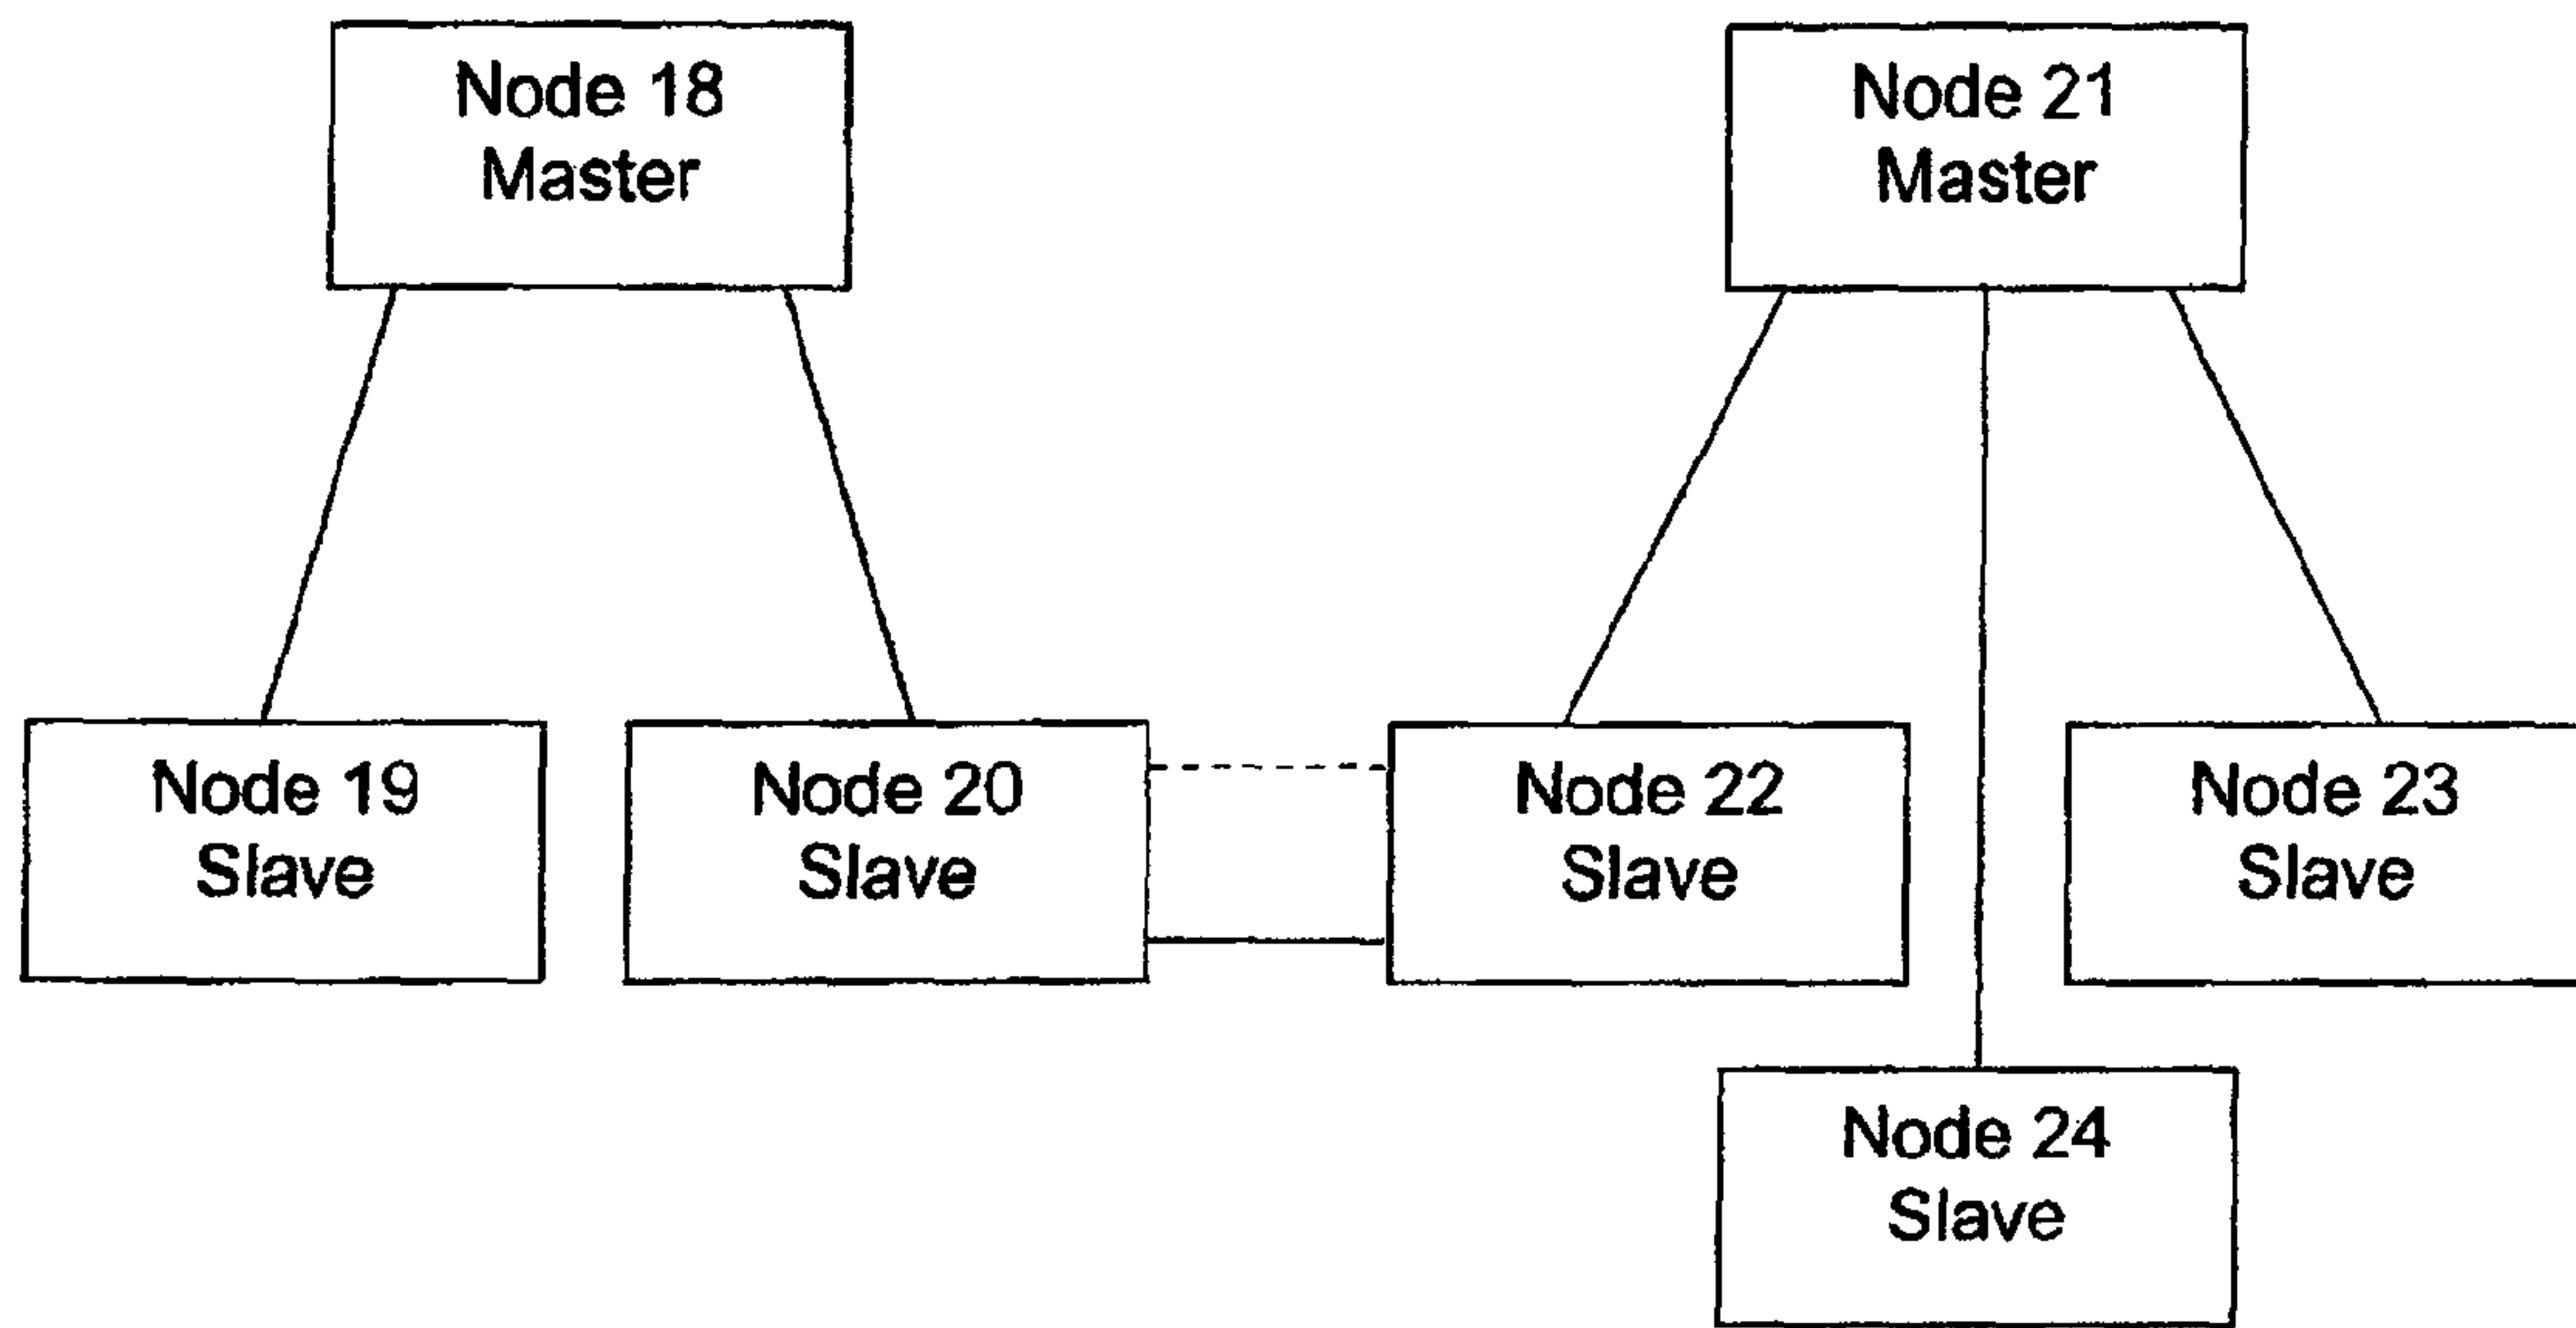 Node 18
Master
Node 21
Master
Node 19
Slave
Node 20
Slave
Node 22
Slave
Node 23
Slave
Node 24
Slave